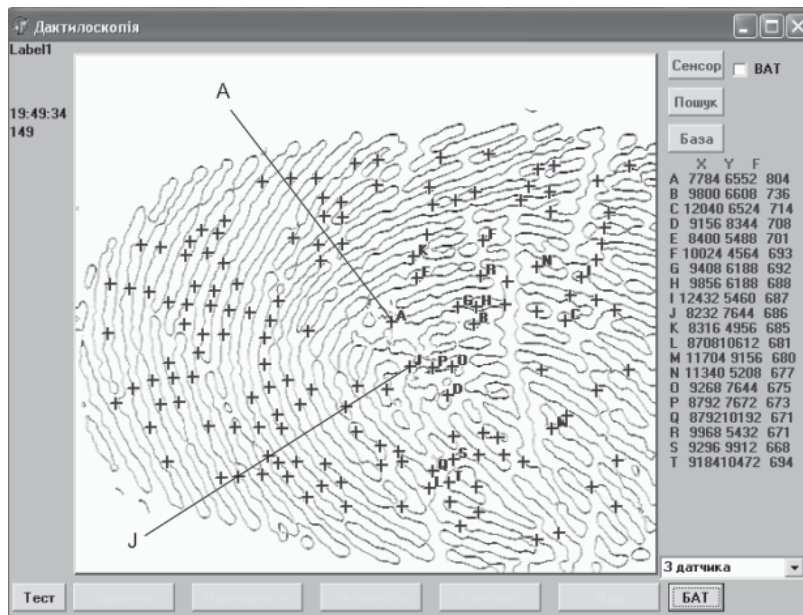 Дактилоскопія
Label1
19:49:34
149
A
J
K
F
E
R
N
I
G
H
A
B
C
J
P
O
D
M
Q
S
L
T
Сенсор
ВАТ
Пошук
База
X Y F
A 7784 6552 804
B 9800 6608 736
C 12040 6524 714
D 9156 8344 708
E 8400 5488 701
F 10024 4564 693
G 9408 6188 692
H 9856 6188 688
I 12432 5460 687
J 8232 7644 686
K 8316 4956 685
L 870810612 681
M 11704 9156 680
N 11340 5208 677
O 9268 7644 675
P 8792 7672 673
Q 879210192 671
R 9968 5432 671
S 9296 9912 668
T 918410472 694
З датчика
Тест
БАТ